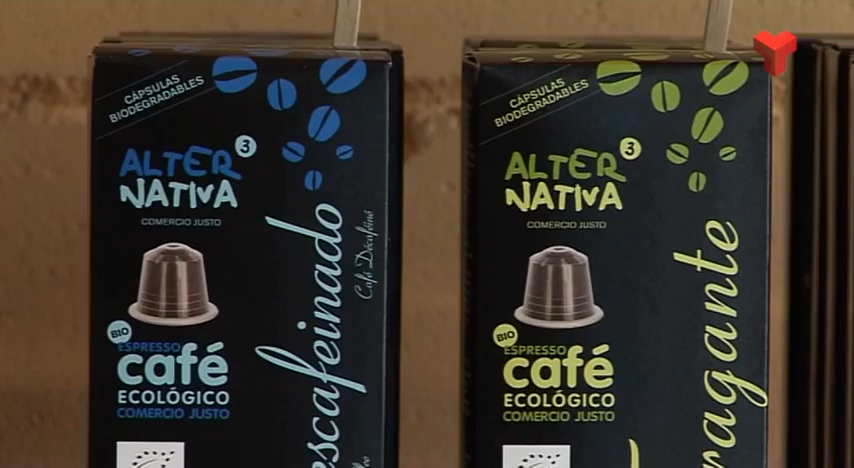 CÁPSULAS
BIODEGRADABLES
ALTER
NATIVA
3
COMERCIO JUSTO
BIO
ESPRESSO
café
ECOLÓGICO
COMERCIO JUSTO
escafeinado
Café Décaféiné
CÁPSULAS
BIODEGRADABLES
ALTER
NATIVA
3
COMERCIO JUSTO
BIO
ESPRESSO
café
ECOLÓGICO
COMERCIO JUSTO
ragante